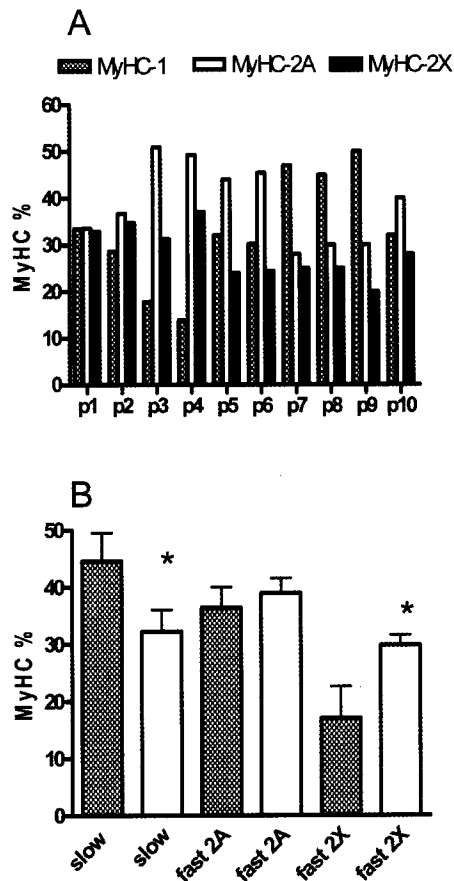 A
MyHC-1 MyHC-2A MyHC-2X
60
50
40
30
20
10
0
MyHC %
p1 p2 p3 p4 p5 p6 p7 p8 p9 p10
B
50
40
30
20
10
0
MyHC %
* *
slow slow fast 2A fast 2A fast 2X fast 2X